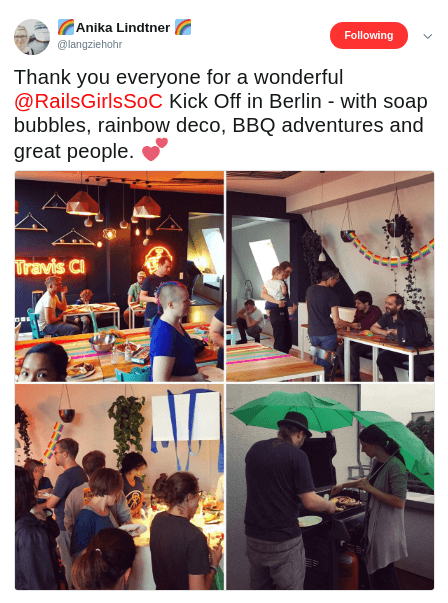 Anika Lindtner
@langziehohr
Following
Thank you everyone for a wonderful
@RailsGirlsSoC Kick Off in Berlin - with soap
bubbles, rainbow deco, BBQ adventures and
great people. 💕
Travis CI